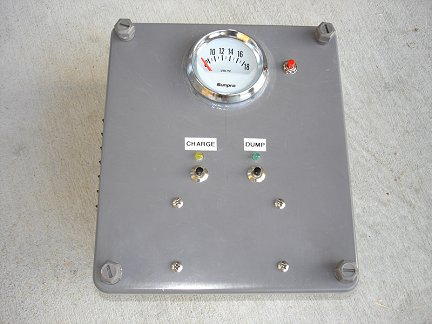 10 12 14 16 18
VOLTS
Sunpro
CHARGE
DUMP